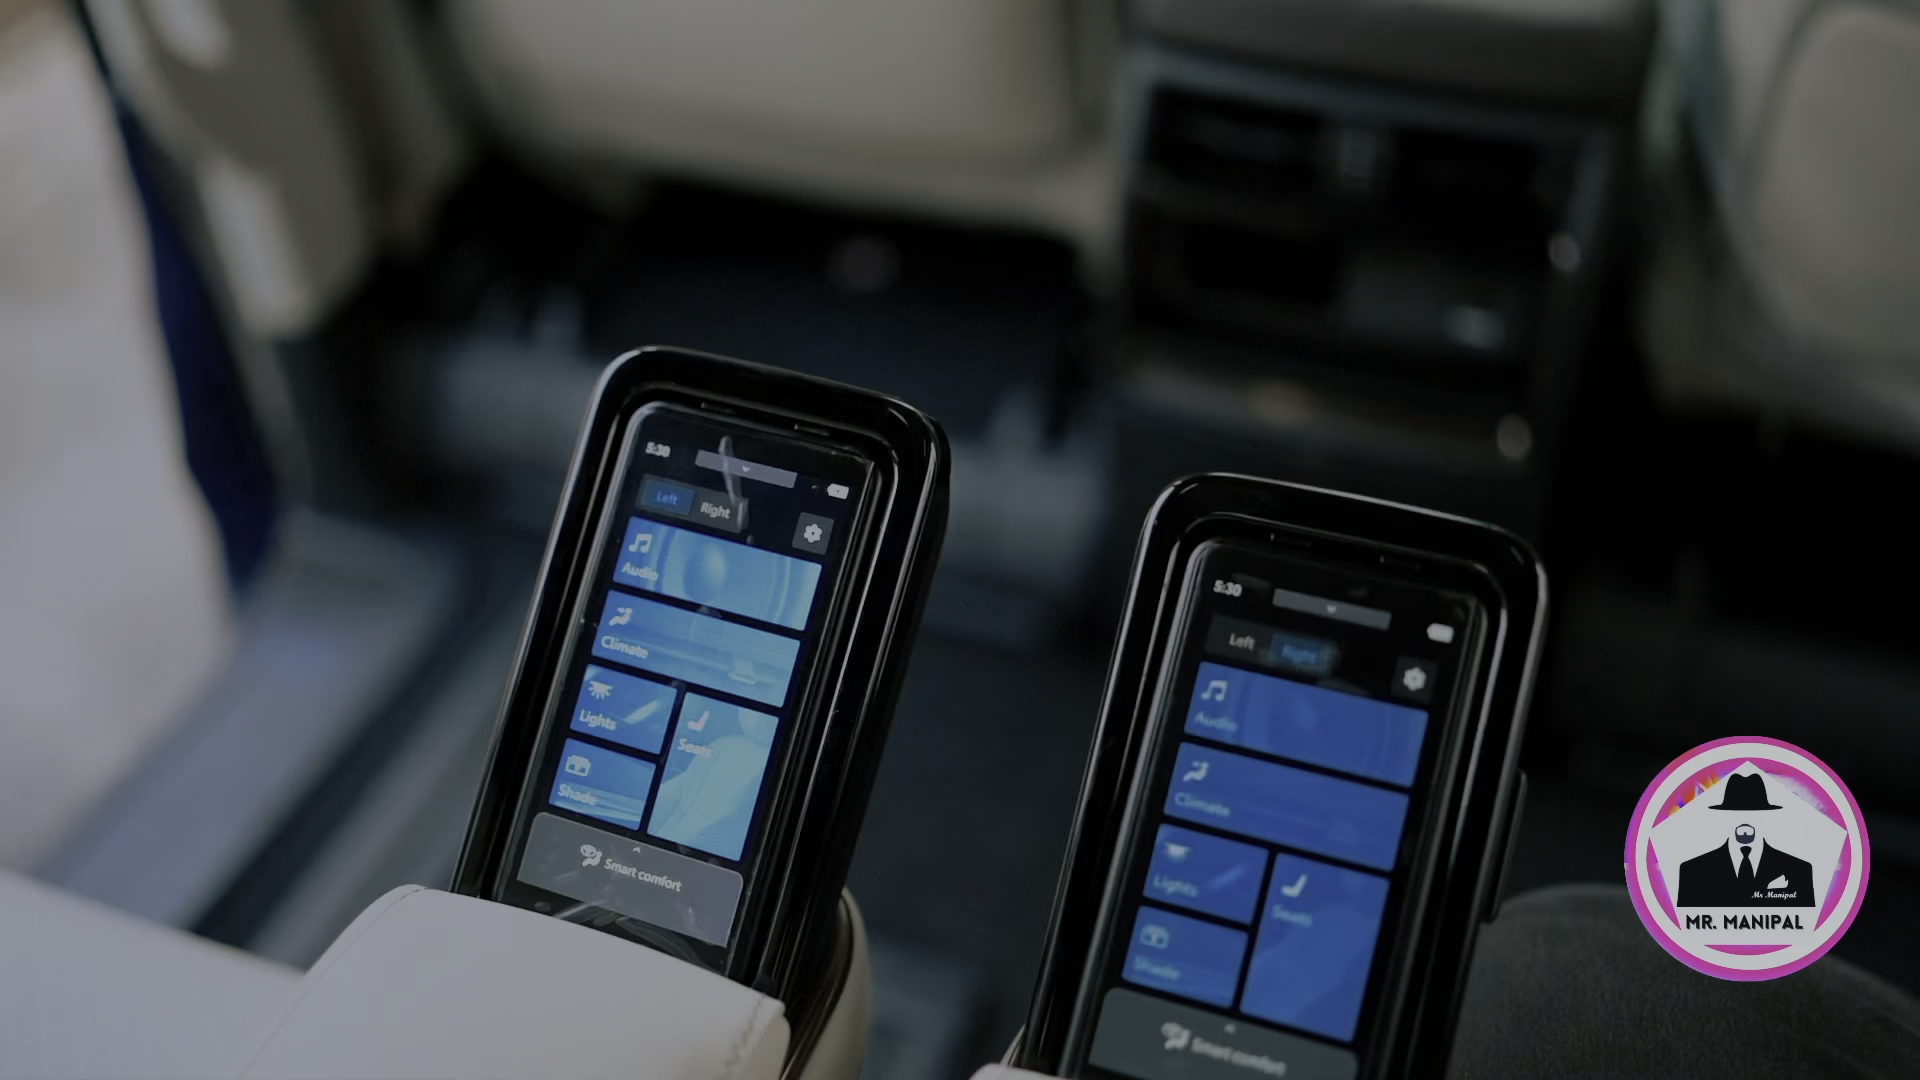 5:30
Left Right
Audio
Climate
Lights
Seats
Shade
Smart comfort
5:30
Left Right
Audio
Climate
Lights
Seats
Shade
Smart comfort
Mr Manipal
MR. MANIPAL